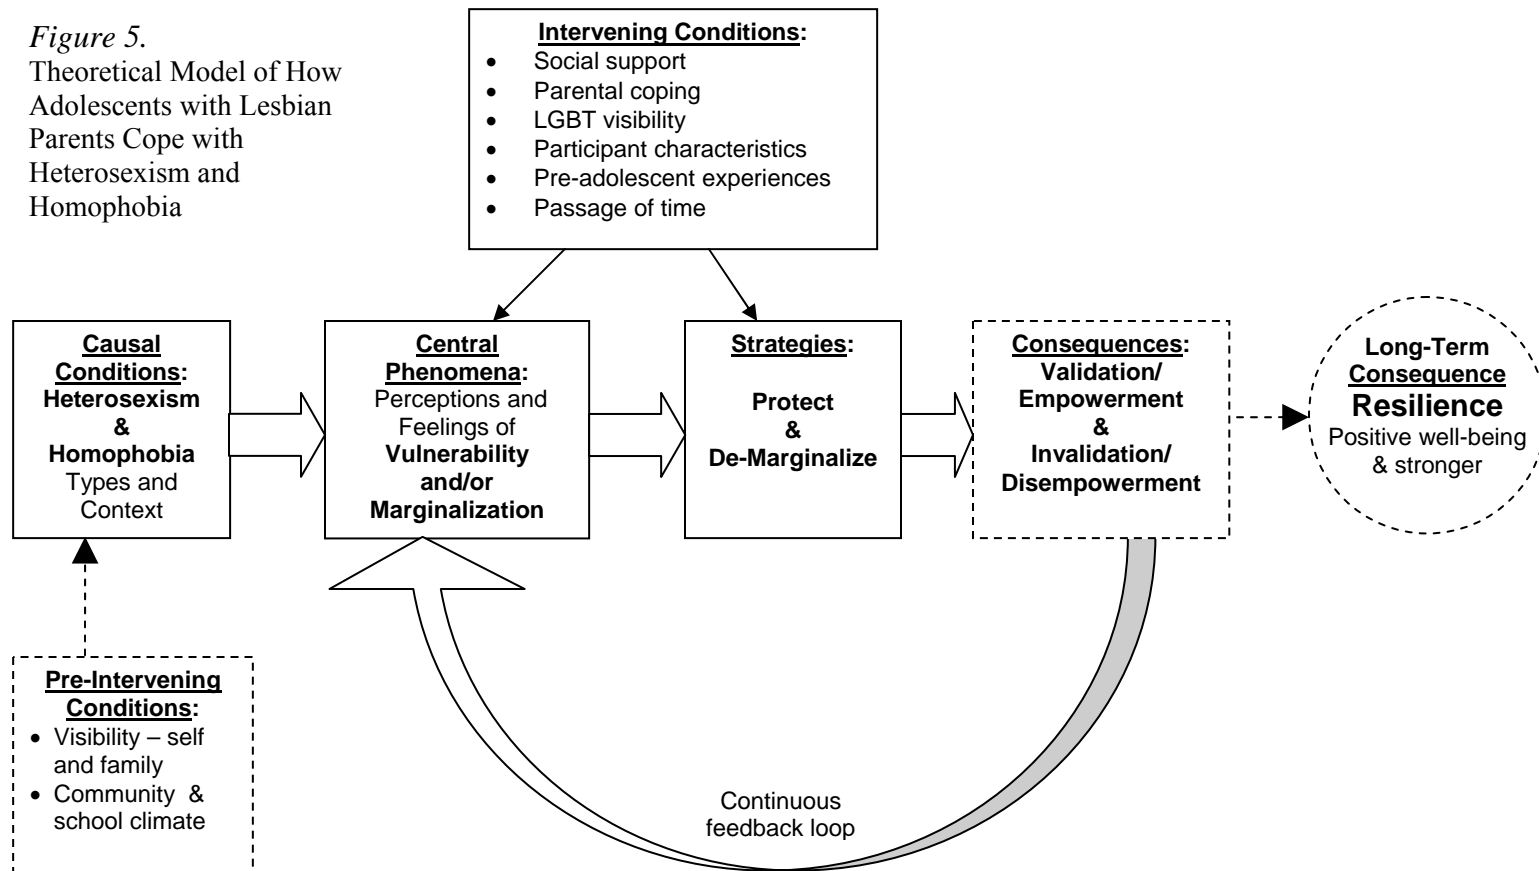 Figure 5.
Theoretical Model of How
Adolescents with Lesbian
Parents Cope with
Heterosexism and
Homophobia
Intervening Conditions:
• Social support
• Parental coping
• LGBT visibility
• Participant characteristics
• Pre-adolescent experiences
• Passage of time
Causal
Conditions:
Heterosexism
&
Homophobia
Types and
Context
Central
Phenomena:
Perceptions and
Feelings of
Vulnerability
and/or
Marginalization
Strategies:
Protect
&
De-Marginalize
Consequences:
Validation/
Empowerment
&
Invalidation/
Disempowerment
Long-Term
Consequence
Resilience
Positive well-being
& stronger
Pre-Intervening
Conditions:
• Visibility – self
and family
• Community &
school climate
Continuous
feedback loop